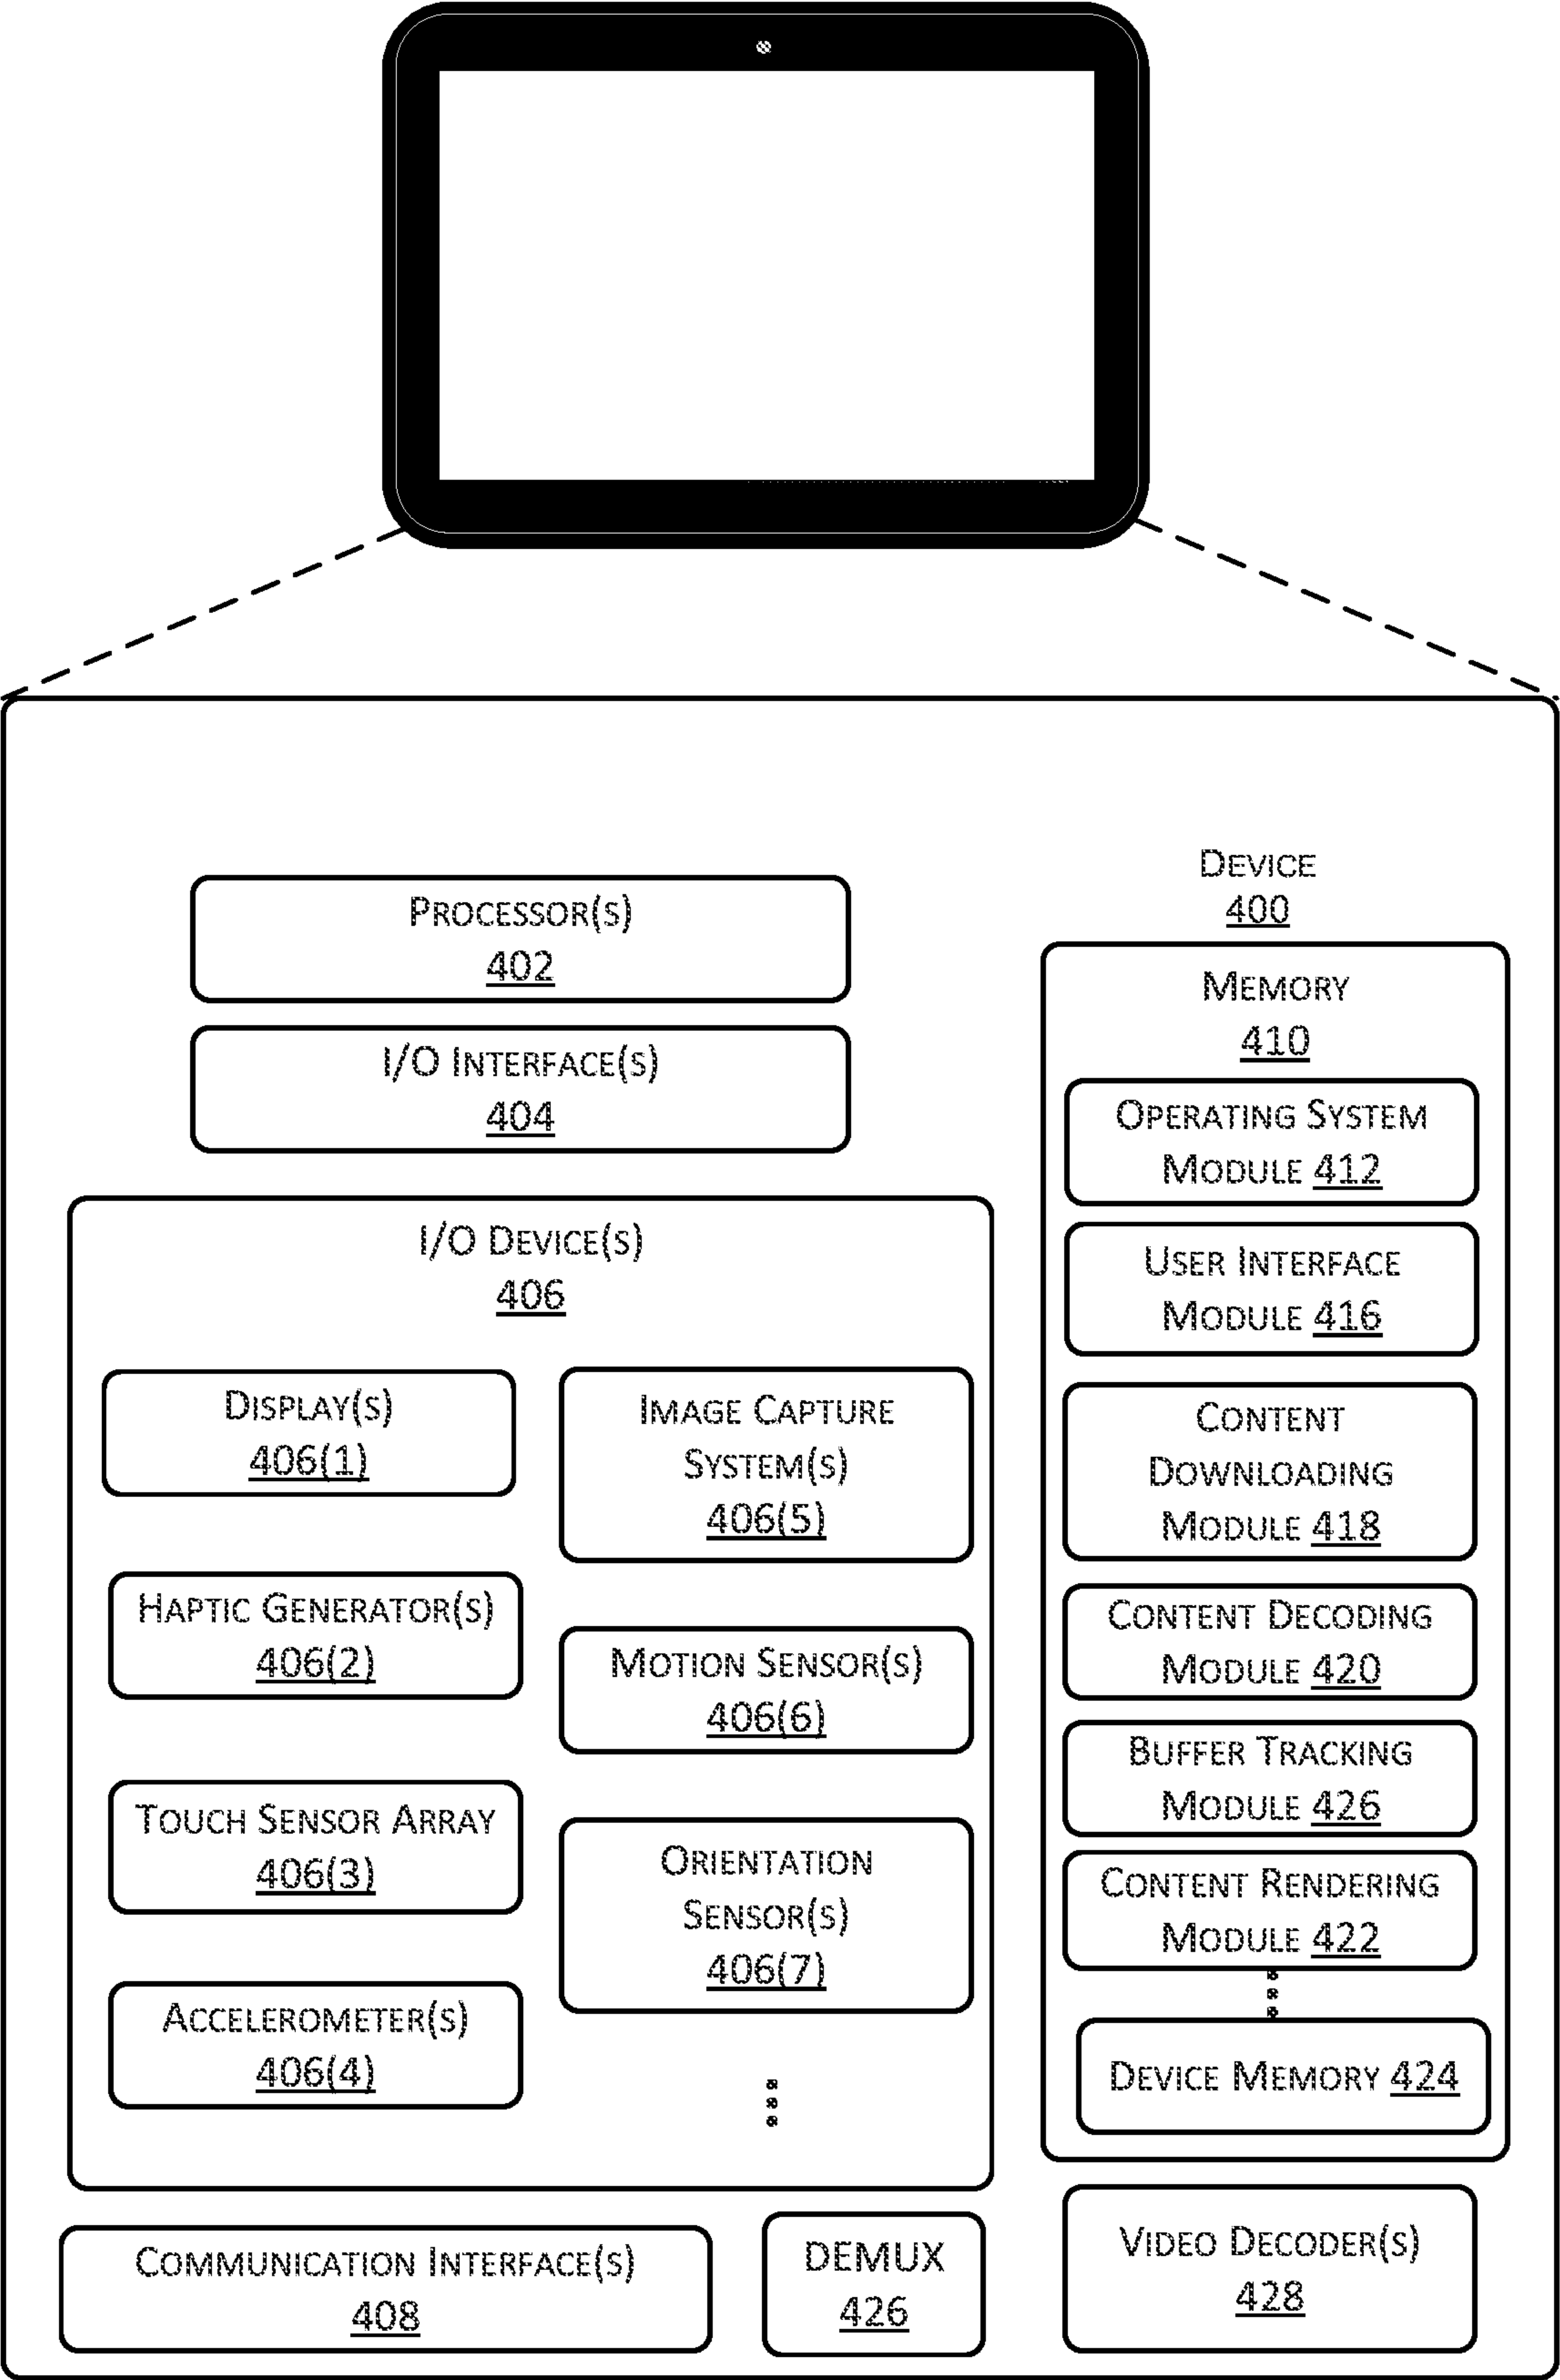 Processor(s)
402
I/O Interface(s)
404
I/O Device(s)
406
Display(s)
406(1)
Haptic Generator(s)
406(2)
Touch Sensor Array
406(3)
Accelerometer(s)
406(4)
Image Capture
System(s)
406(5)
Motion Sensor(s)
406(6)
Orientation
Sensor(s)
406(7)
Communication Interface(s)
408
DEMUX
426
Device
400
Memory
410
Operating System
Module 412
User Interface
Module 416
Content
Downloading
Module 418
Content Decoding
Module 420
Buffer Tracking
Module 426
Content Rendering
Module 422
Device Memory 424
Video Decoder(s)
428